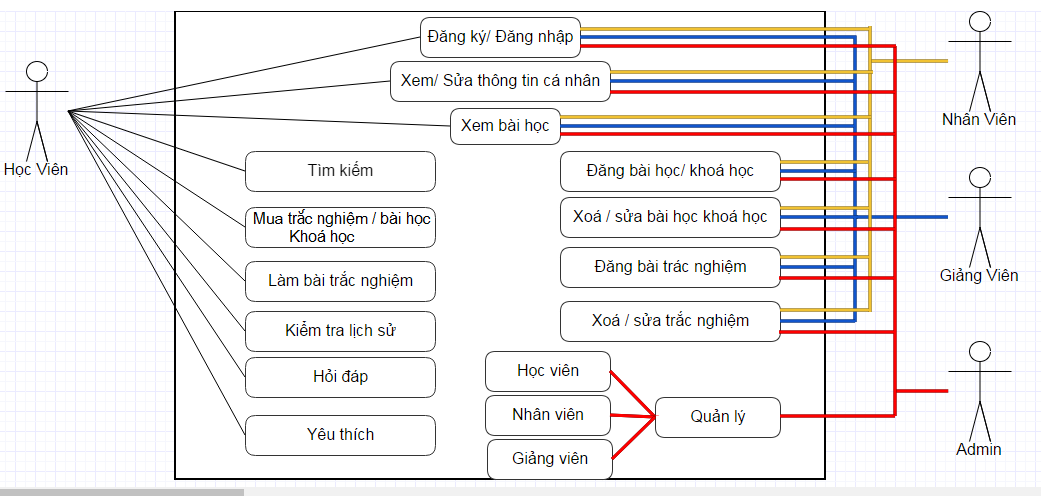 Đăng ký/ Đăng nhập
Xem/ Sửa thông tin cá nhân
Xem bài học
Nhân Viên
Học Viên
Tìm kiếm
Đăng bài học/ khoá học
Mua trắc nghiệm / bài học
Khoá học
Xoá / sửa bài học khoá học
Làm bài trắc nghiệm
Đăng bài trác nghiệm
Giảng Viên
Kiểm tra lịch sử
Xoá / sửa trắc nghiệm
Hỏi đáp
Học viên
Nhân viên
Quản lý
Yêu thích
Giảng viên
Admin